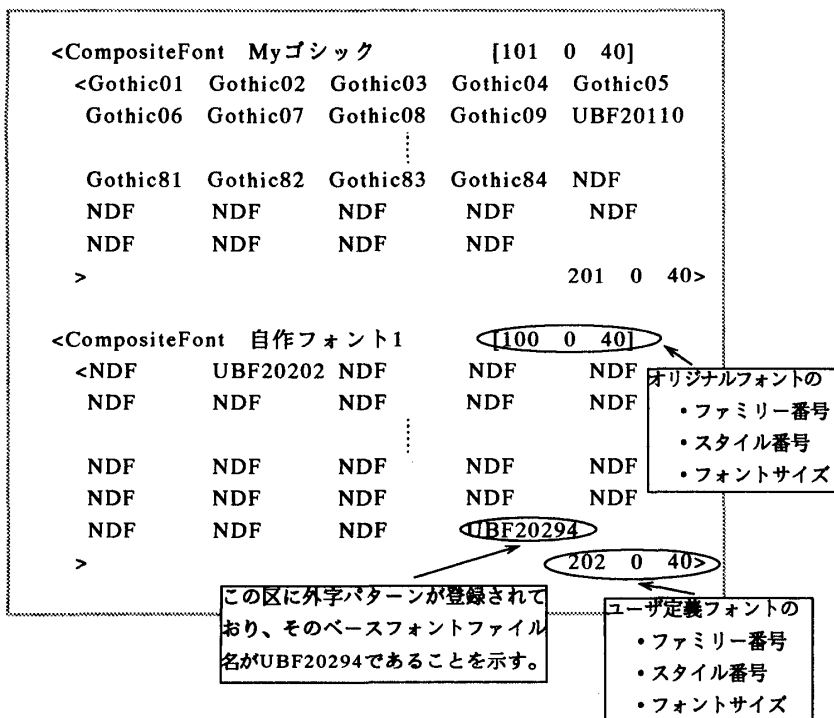 <CompositeFont Myゴシック [101 0 40]
<Gothic01 Gothic02 Gothic03 Gothic04 Gothic05
Gothic06 Gothic07 Gothic08 Gothic09 UBF20110
Gothic81 Gothic82 Gothic83 Gothic84 NDF
NDF NDF NDF NDF NDF
NDF NDF NDF NDF
> 201 0 40>
<CompositeFont 自作フォント1 [100 0 40]
<NDF UBF20202 NDF NDF NDF
NDF NDF NDF NDF NDF
NDF NDF NDF NDF NDF
NDF NDF NDF NDF NDF
NDF NDF NDF UBF20294
> 202 0 40>
オリジナルフォントの
・ファミリー番号
・スタイル番号
・フォントサイズ
この区に外字パターンが登録されて
おり、そのベースフォントファイル
名がUBF20294であることを示す。
ユーザ定義フォントの
・ファミリー番号
・スタイル番号
・フォントサイズ